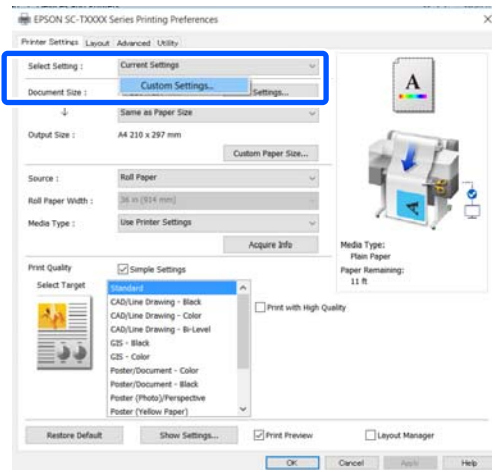 EPSON SC-TXXXX Series Printing Preferences
Printer Settings Layout Advanced Utility
Select Setting : Current Settings
Custom Settings...
Document Size : Settings...
Same as Paper Size
Output Size : A4 210 x 297 mm
Custom Paper Size...
Source : Roll Paper
Roll Paper Width : 36 in (914 mm)
Media Type : Use Printer Settings
Acquire Info
Media Type:
Plain Paper
Paper Remaining:
11 ft
Print Quality Simple Settings
Select Target
Standard
CAD/Line Drawing - Black
CAD/Line Drawing - Color
CAD/Line Drawing - Bi-Level
GIS - Black
GIS - Color
Poster/Document - Color
Poster/Document - Black
Poster (Photo)/Perspective
Poster (Yellow Paper)
Print with High Quality
Restore Default Show Settings... Print Preview Layout Manager
OK Cancel Apply Help
A
A